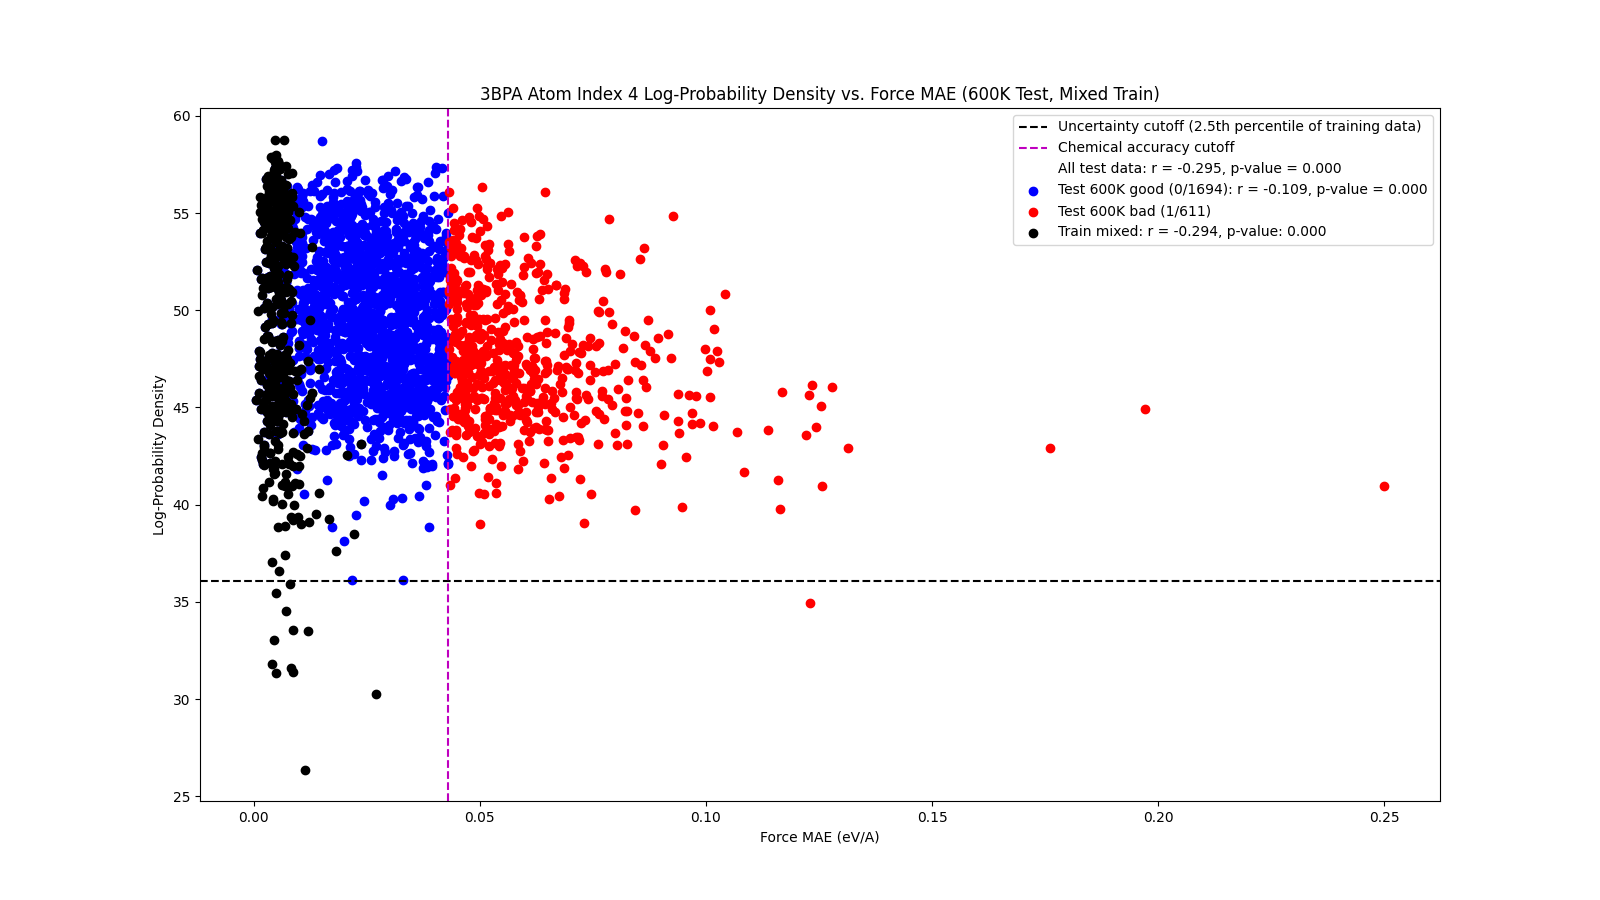 3BPA Atom Index 4 Log-Probability Density vs. Force MAE (600K Test, Mixed Train)
Uncertainty cutoff (2.5th percentile of training data)
Chemical accuracy cutoff
All test data: r = -0.295, p-value = 0.000
Test 600K good (0/1694): r = -0.109, p-value = 0.000
Test 600K bad (1/611)
Train mixed: r = -0.294, p-value: 0.000
Log-Probability Density
60
55
50
45
40
35
30
25
0.00
0.05
0.10
0.15
0.20
0.25
Force MAE (eV/A)